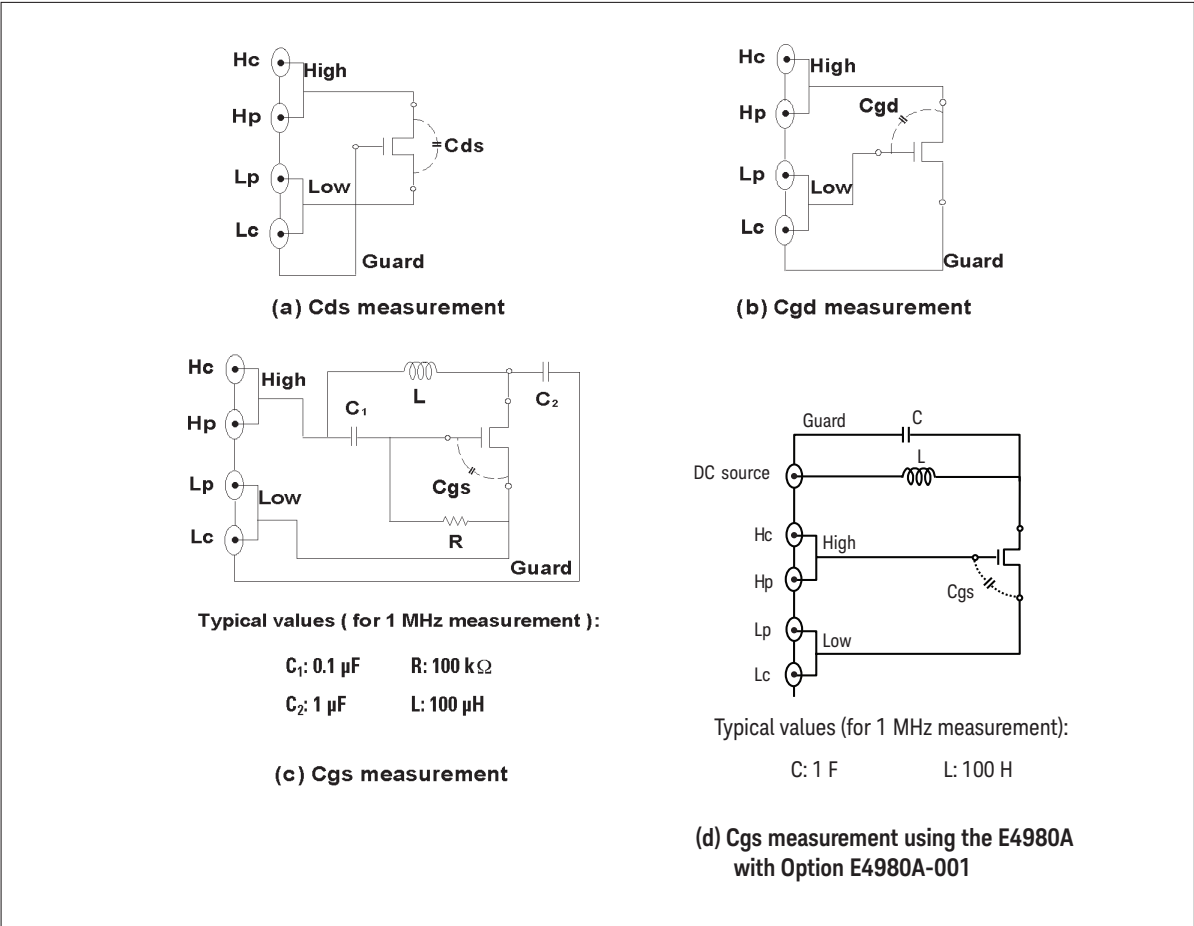 Hc
High
Hp
Cds
Lp
Low
Lc
Guard
(a) Cds measurement
Hc
High
Cgd
Hp
Lp
Low
Lc
Guard
(b) Cgd measurement
Hc
High
L
C₁
C₂
Hp
Lp
Cgs
Low
Lc
R
Guard
Typical values ( for 1 MHz measurement ):
C₁: 0.1 µF R: 100 kΩ
C₂: 1 µF L: 100 µH
(c) Cgs measurement
Guard
C
L
DC source
Hc
High
Hp
Cgs
Lp
Low
Lc
Typical values (for 1 MHz measurement):
C: 1 F L: 100 H
(d) Cgs measurement using the E4980A
with Option E4980A-001